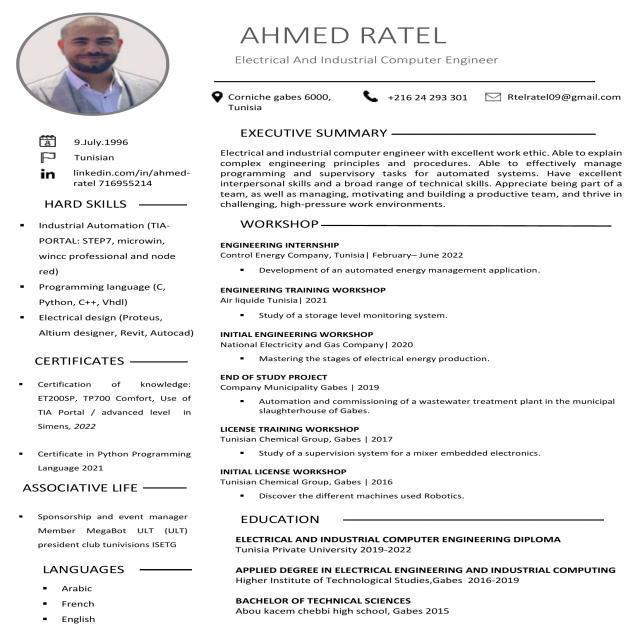 AHMED RATEL
Electrical And Industrial Computer Engineer
Corniche gabes 6000,
Tunisia
+216 24 293 301
Rtelratel09@gmail.com
9.July.1996
Tunisian
linkedin.com/in/ahmed-
ratel 716955214
HARD SKILLS
Industrial Automation (TIA-
PORTAL: STEP7, microwin,
wincc professional and node
red)
Programming language (C,
Python, C++, Vhdl)
Electrical design (Proteus,
Altium designer, Revit, Autocad)
CERTIFICATES
Certification of knowledge:
ET200SP, TP700 Comfort, Use of
TIA Portal / advanced level in
Simens, 2022
Certificate in Python Programming
Language 2021
ASSOCIATIVE LIFE
Sponsorship and event manager
Member MegaBot ULT (ULT)
president club tunivisions ISETG
LANGUAGES
Arabic
French
English
EXECUTIVE SUMMARY
Electrical and industrial computer engineer with excellent work ethic. Able to explain
complex engineering principles and procedures. Able to effectively manage
programming and supervisory tasks for automated systems. Have excellent
interpersonal skills and a broad range of technical skills. Appreciate being part of a
team, as well as managing, motivating and building a productive team, and thrive in
challenging, high-pressure work environments.
WORKSHOP
ENGINEERING INTERNSHIP
Control Energy Company, Tunisia| February– June 2022
Development of an automated energy management application.
ENGINEERING TRAINING WORKSHOP
Air liquide Tunisia| 2021
Study of a storage level monitoring system.
INITIAL ENGINEERING WORKSHOP
National Electricity and Gas Company| 2020
Mastering the stages of electrical energy production.
END OF STUDY PROJECT
Company Municipality Gabes | 2019
Automation and commissioning of a wastewater treatment plant in the municipal
slaughterhouse of Gabes.
LICENSE TRAINING WORKSHOP
Tunisian Chemical Group, Gabes | 2017
Study of a supervision system for a mixer embedded electronics.
INITIAL LICENSE WORKSHOP
Tunisian Chemical Group, Gabes | 2016
Discover the different machines used Robotics.
EDUCATION
ELECTRICAL AND INDUSTRIAL COMPUTER ENGINEERING DIPLOMA
Tunisia Private University 2019-2022
APPLIED DEGREE IN ELECTRICAL ENGINEERING AND INDUSTRIAL COMPUTING
Higher Institute of Technological Studies,Gabes 2016-2019
BACHELOR OF TECHNICAL SCIENCES
Abou kacem chebbi high school, Gabes 2015